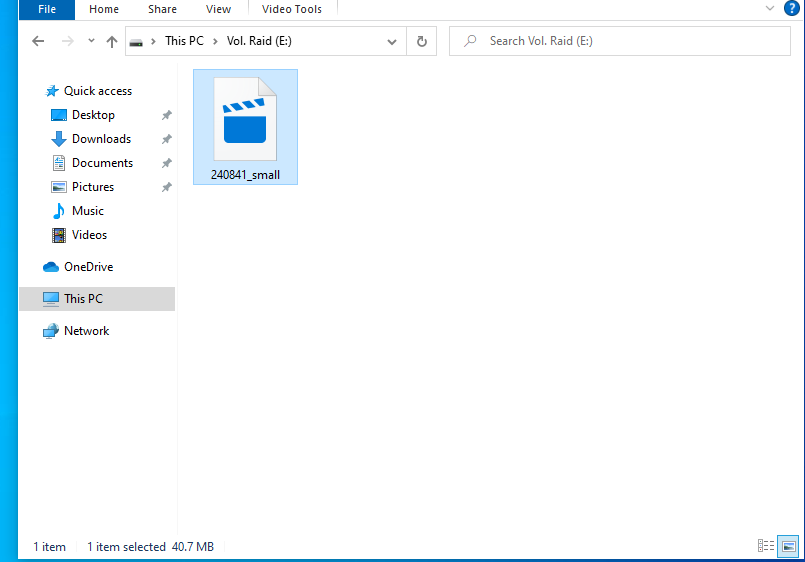 File Home Share View Video Tools ?
This PC Vol. Raid (E:) Search Vol. Raid (E:)
Quick access
Desktop
Downloads
Documents
Pictures
Music
Videos
OneDrive
This PC
Network
240841_small
1 item 1 item selected 40.7 MB